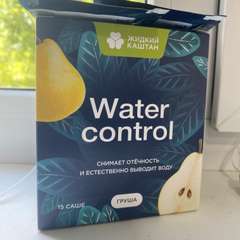 ЖИДКИЙ
КАШТАН
Water
control
СНИМАЕТ ОТЁЧНОСТЬ
И ЕСТЕСТВЕННО ВЫВОДИТ ВОДУ
15 САШЕ
ГРУША